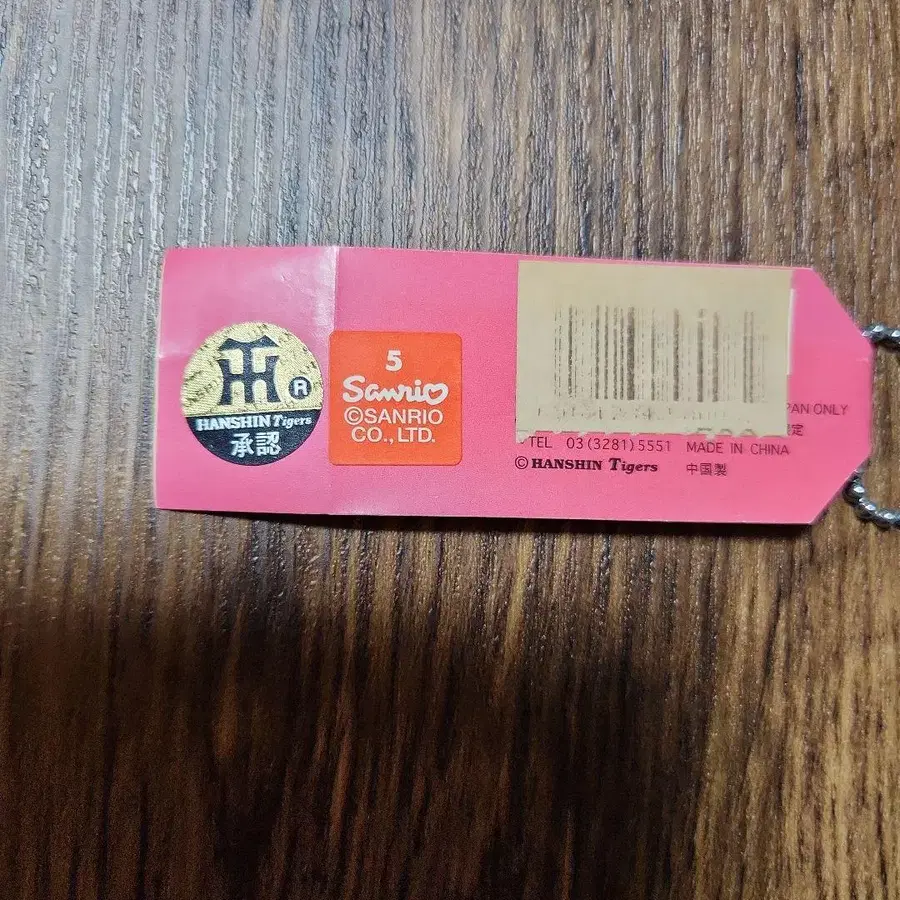 HANSHIN Tigers
承認
5
Sanrio
©SANRIO
CO., LTD.
PAN ONLY
定
TEL 03(3281)5551 MADE IN CHINA
© HANSHIN Tigers 中国製